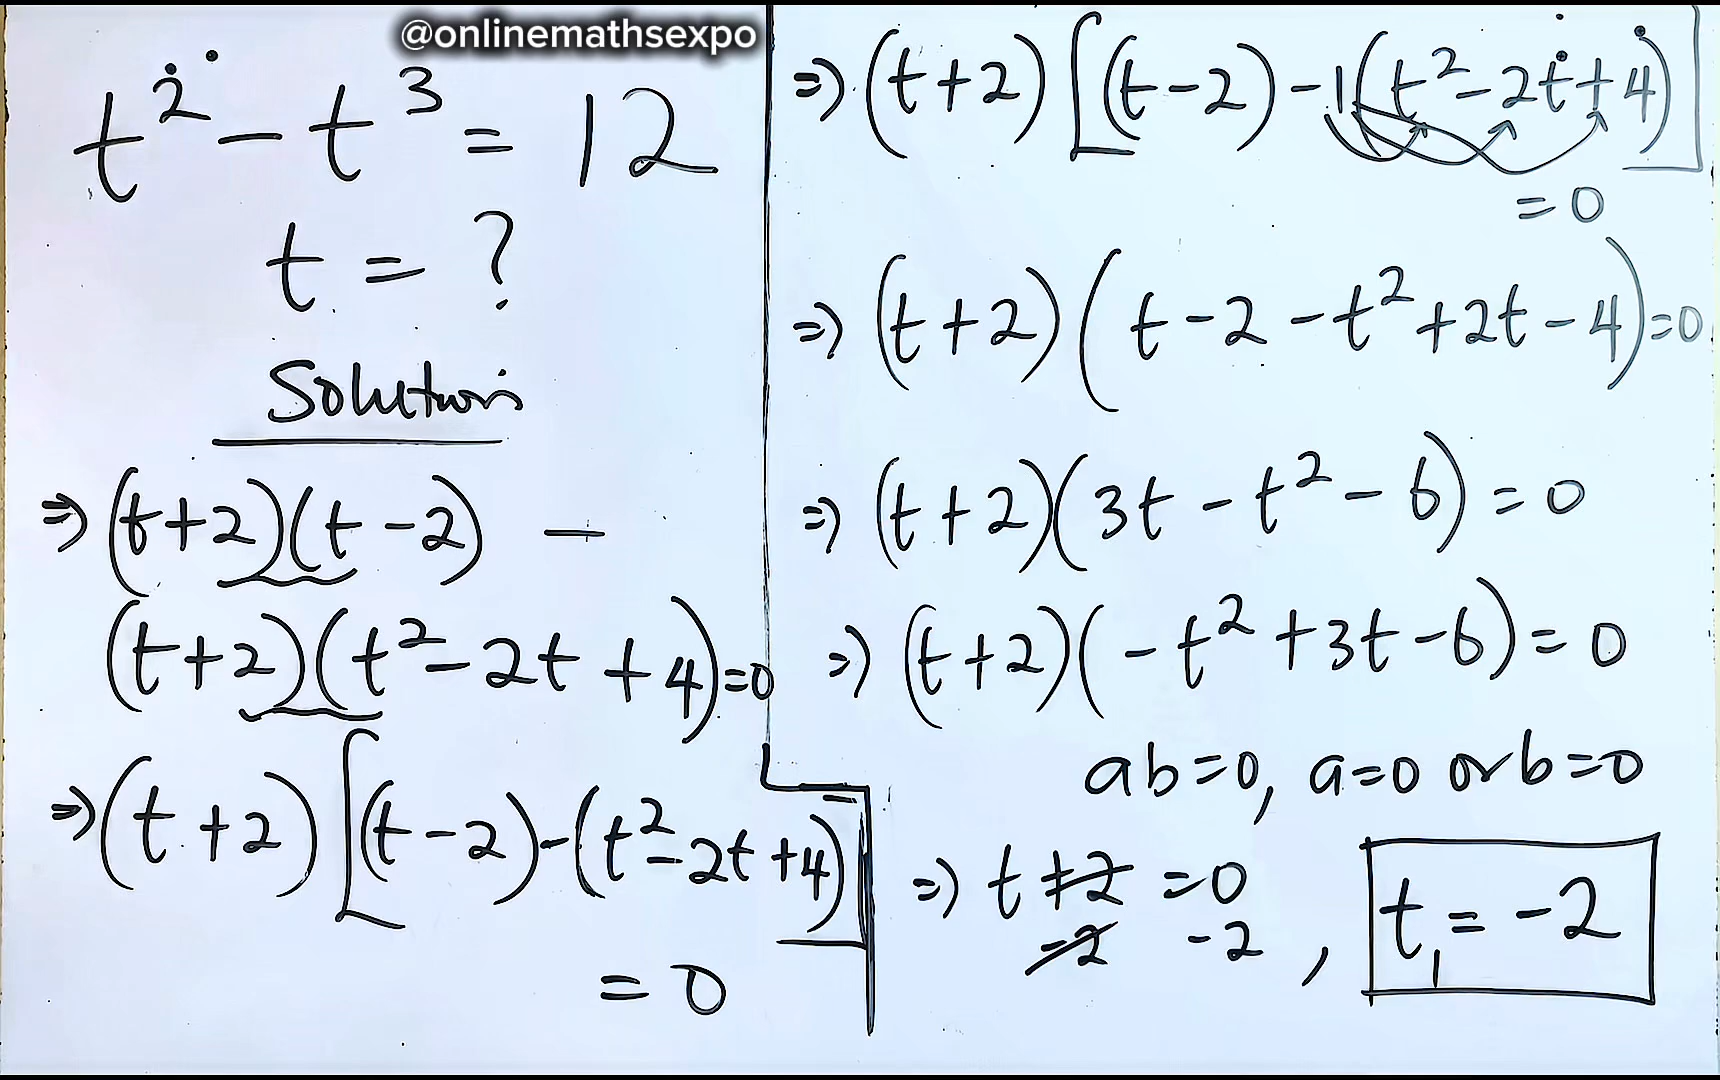 @onlinemathsexpo
t² - t³ = 12
t = ?
Solution
⇒ (t+2)(t-2) -
(t+2)(t²-2t+4)=0
⇒ (t+2)[(t-2)-(t²-2t+4)]
= 0
⇒ (t+2)[(t-2)-1(t²-2t+4)]
= 0
⇒ (t+2)(t-2-t²+2t-4)=0
⇒ (t+2)(3t-t²-6)=0
⇒ (t+2)(-t²+3t-6)=0
ab=0, a=0 or b=0
⇒ t+2 = 0
-2 -2 , t₁ = -2